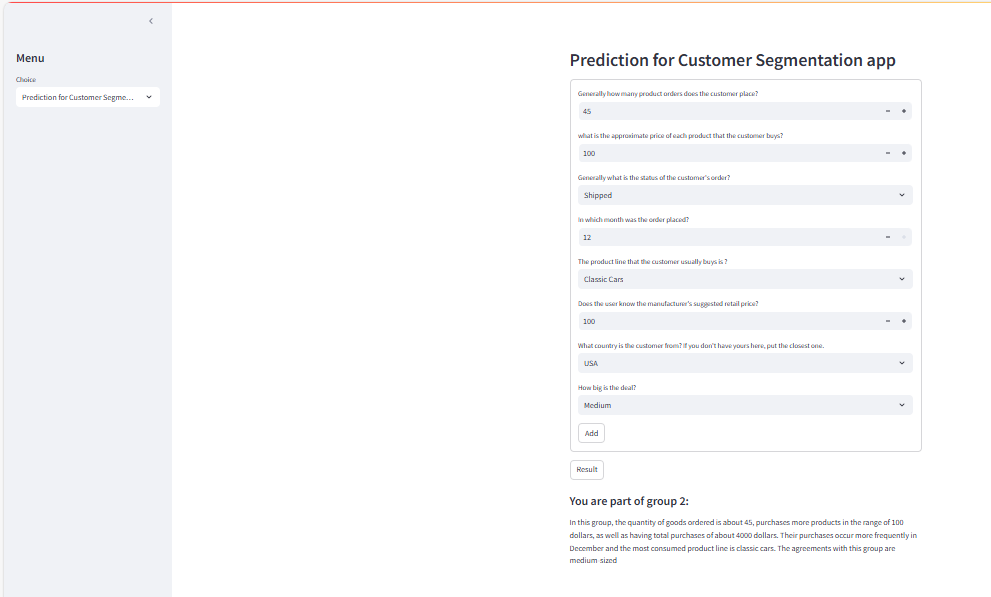 Menu
Choice
Prediction for Customer Segme...
Prediction for Customer Segmentation app
Generally how many product orders does the customer place?
45
what is the approximate price of each product that the customer buys?
100
Generally what is the status of the customer's order?
Shipped
In which month was the order placed?
12
The product line that the customer usually buys is ?
Classic Cars
Does the user know the manufacturer's suggested retail price?
100
What country is the customer from? If you don't have yours here, put the closest one.
USA
How big is the deal?
Medium
Add
Result
You are part of group 2:
In this group, the quantity of goods ordered is about 45, purchases more products in the range of 100
dollars, as well as having total purchases of about 4000 dollars. Their purchases occur more frequently in
December and the most consumed product line is classic cars. The agreements with this group are
medium-sized